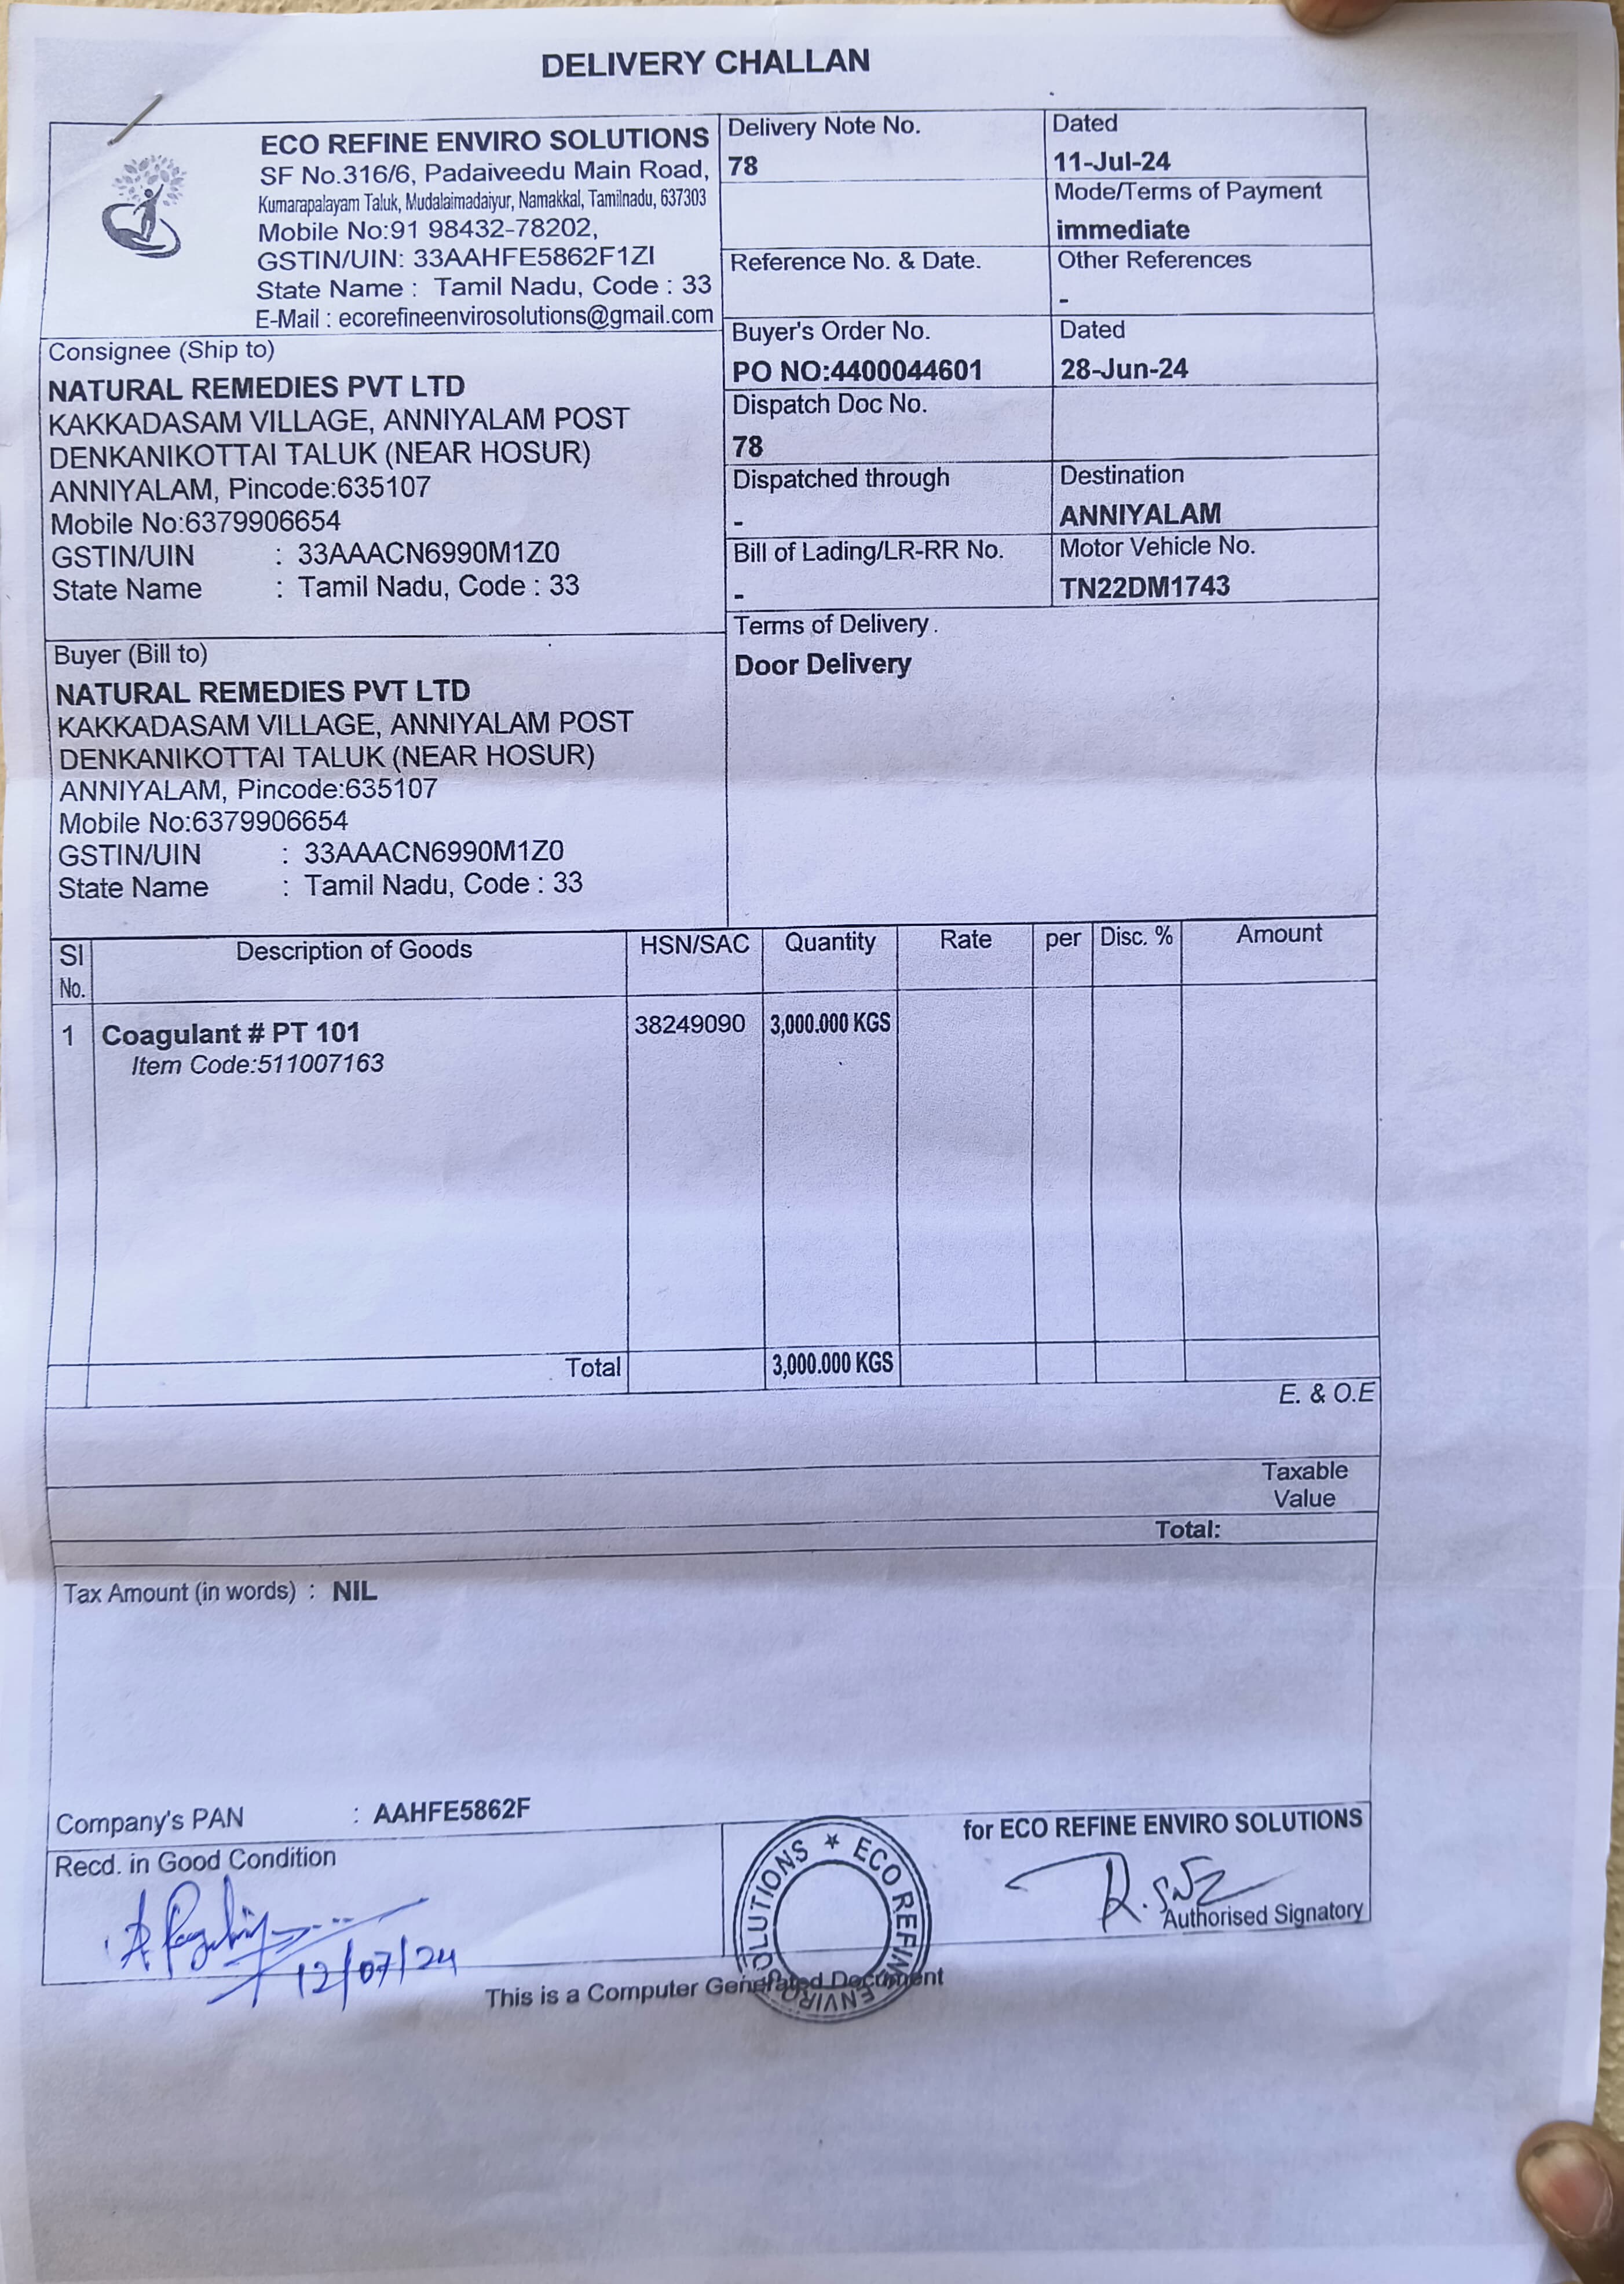 DELIVERY CHALLAN
ECO REFINE ENVIRO SOLUTIONS
SF No.316/6, Padaiveedu Main Road,
Kumarapalayam Taluk, Mudalaimadaiyur, Namakkal, Tamilnadu, 637303
Mobile No:91 98432-78202,
GSTIN/UIN: 33AAHFE5862F1ZI
State Name : Tamil Nadu, Code : 33
E-Mail : ecorefineenvirosolutions@gmail.com
Delivery Note No.
78
Dated
11-Jul-24
Mode/Terms of Payment
immediate
Reference No. & Date.
Other References
-
Buyer's Order No.
PO NO:4400044601
Dated
28-Jun-24
Dispatch Doc No.
78
Dispatched through
-
Destination
ANNIYALAM
Bill of Lading/LR-RR No.
-
Motor Vehicle No.
TN22DM1743
Terms of Delivery.
Door Delivery
Consignee (Ship to)
NATURAL REMEDIES PVT LTD
KAKKADASAM VILLAGE, ANNIYALAM POST
DENKANIKOTTAI TALUK (NEAR HOSUR)
ANNIYALAM, Pincode:635107
Mobile No:6379906654
GSTIN/UIN : 33AAACN6990M1Z0
State Name : Tamil Nadu, Code : 33
Buyer (Bill to)
NATURAL REMEDIES PVT LTD
KAKKADASAM VILLAGE, ANNIYALAM POST
DENKANIKOTTAI TALUK (NEAR HOSUR)
ANNIYALAM, Pincode:635107
Mobile No:6379906654
GSTIN/UIN : 33AAACN6990M1Z0
State Name : Tamil Nadu, Code : 33
Sl No. Description of Goods HSN/SAC Quantity Rate per Disc. % Amount
1 Coagulant # PT 101 38249090 3,000.000 KGS
Item Code:511007163
Total 3,000.000 KGS
E. & O.E
Taxable
Value
Total:
Tax Amount (in words) : NIL
Company's PAN : AAHFE5862F
Recd. in Good Condition
12/07/24
for ECO REFINE ENVIRO SOLUTIONS
Authorised Signatory
ECO REFINE ENVIRO SOLUTIONS
This is a Computer Generated Document